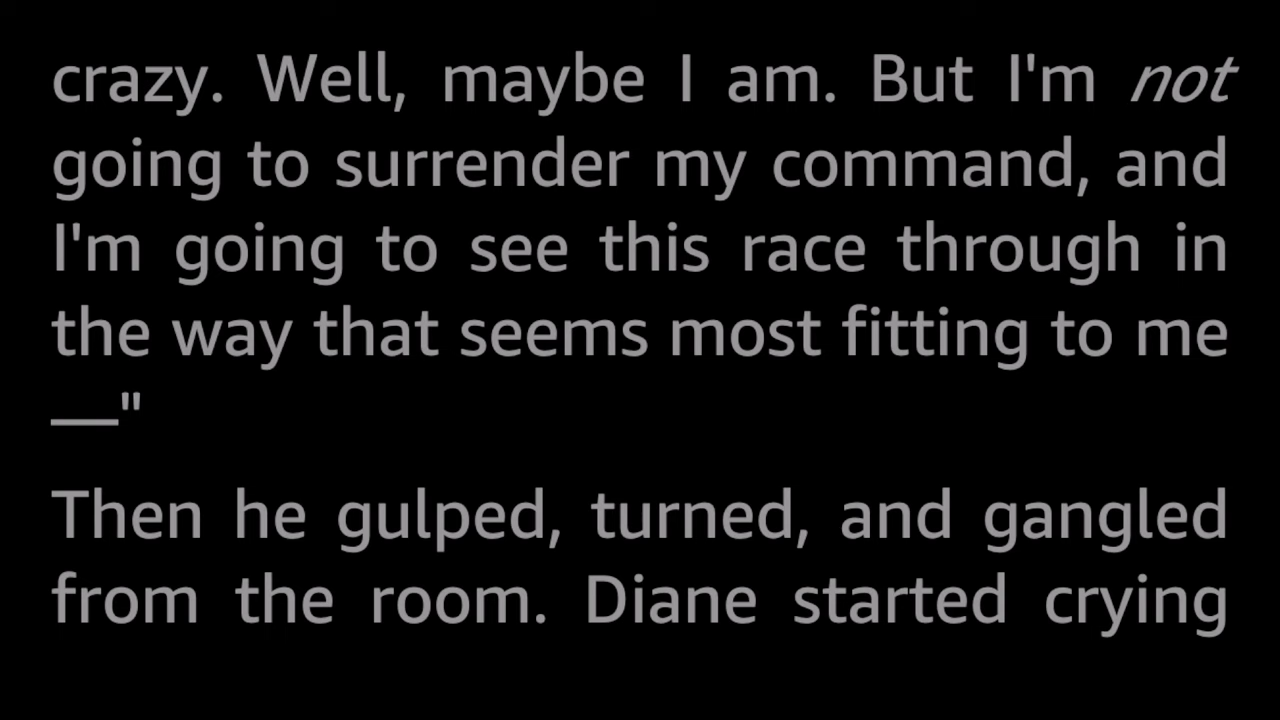 crazy. Well, maybe I am. But I'm not
going to surrender my command, and
I'm going to see this race through in
the way that seems most fitting to me
—"
Then he gulped, turned, and gangled
from the room. Diane started crying